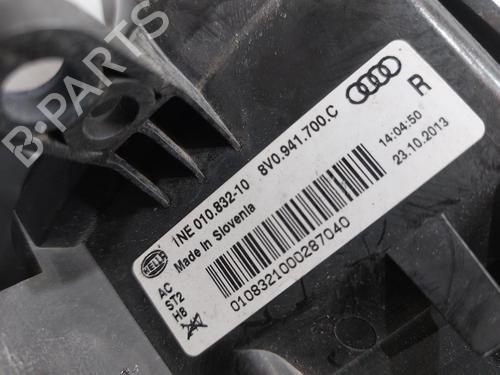 B-PARTS
1NE 010.832-10 8V0.941.700.C R
HELLA Made in Slovenia 14:04:50
23.10.2013
AC
ST2
H8
0108321000287040